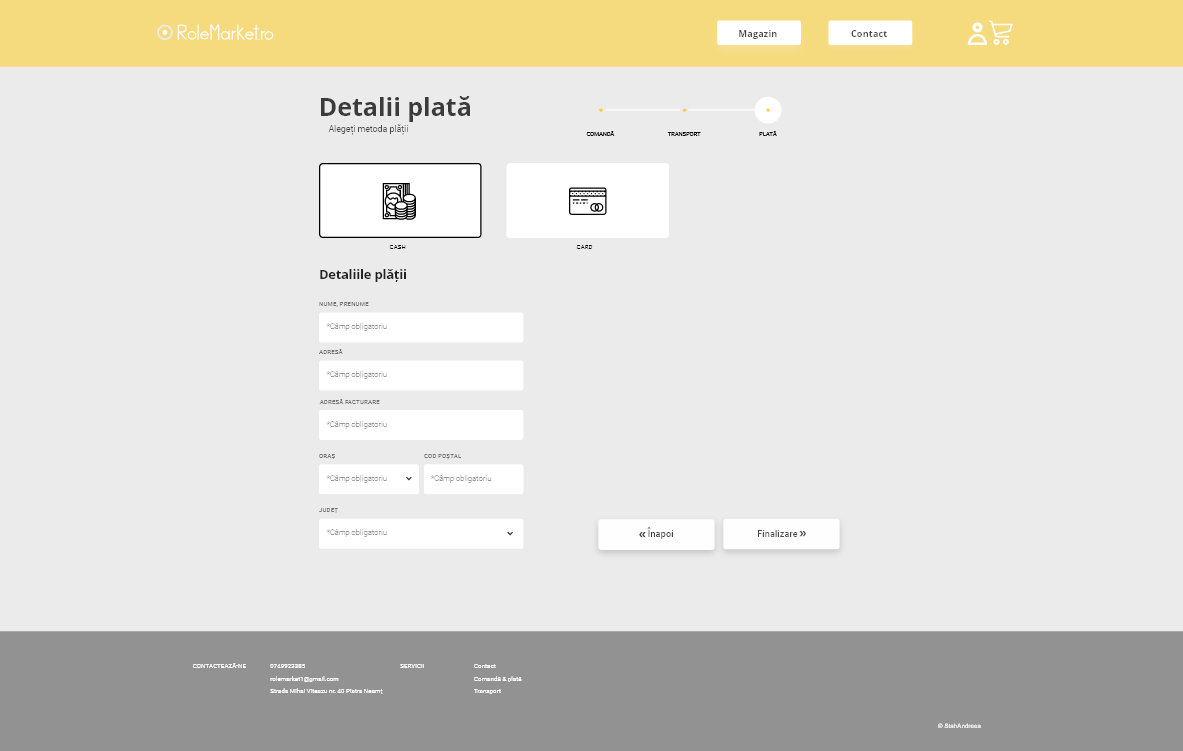 RoleMarket.ro
Magazin
Contact
Detalii plată
Alegeți metoda plății
COMANDĂ
TRANSPORT
PLATĂ
CASH
CARD
Detaliile plății
NUME, PRENUME
*Câmp obligatoriu
ADRESĂ
*Câmp obligatoriu
ADRESĂ FACTURARE
*Câmp obligatoriu
ORAȘ
COD POȘTAL
*Câmp obligatoriu
*Câmp obligatoriu
JUDEȚ
*Câmp obligatoriu
« Înapoi
Finalizare »
CONTACTEAZĂ-NE
0749923385
rolemarket1@gmail.com
Strada Mihai Viteazu nr. 40 Piatra Neamț
SERVICII
Contact
Comandă & plată
Transport
© StahAndreea